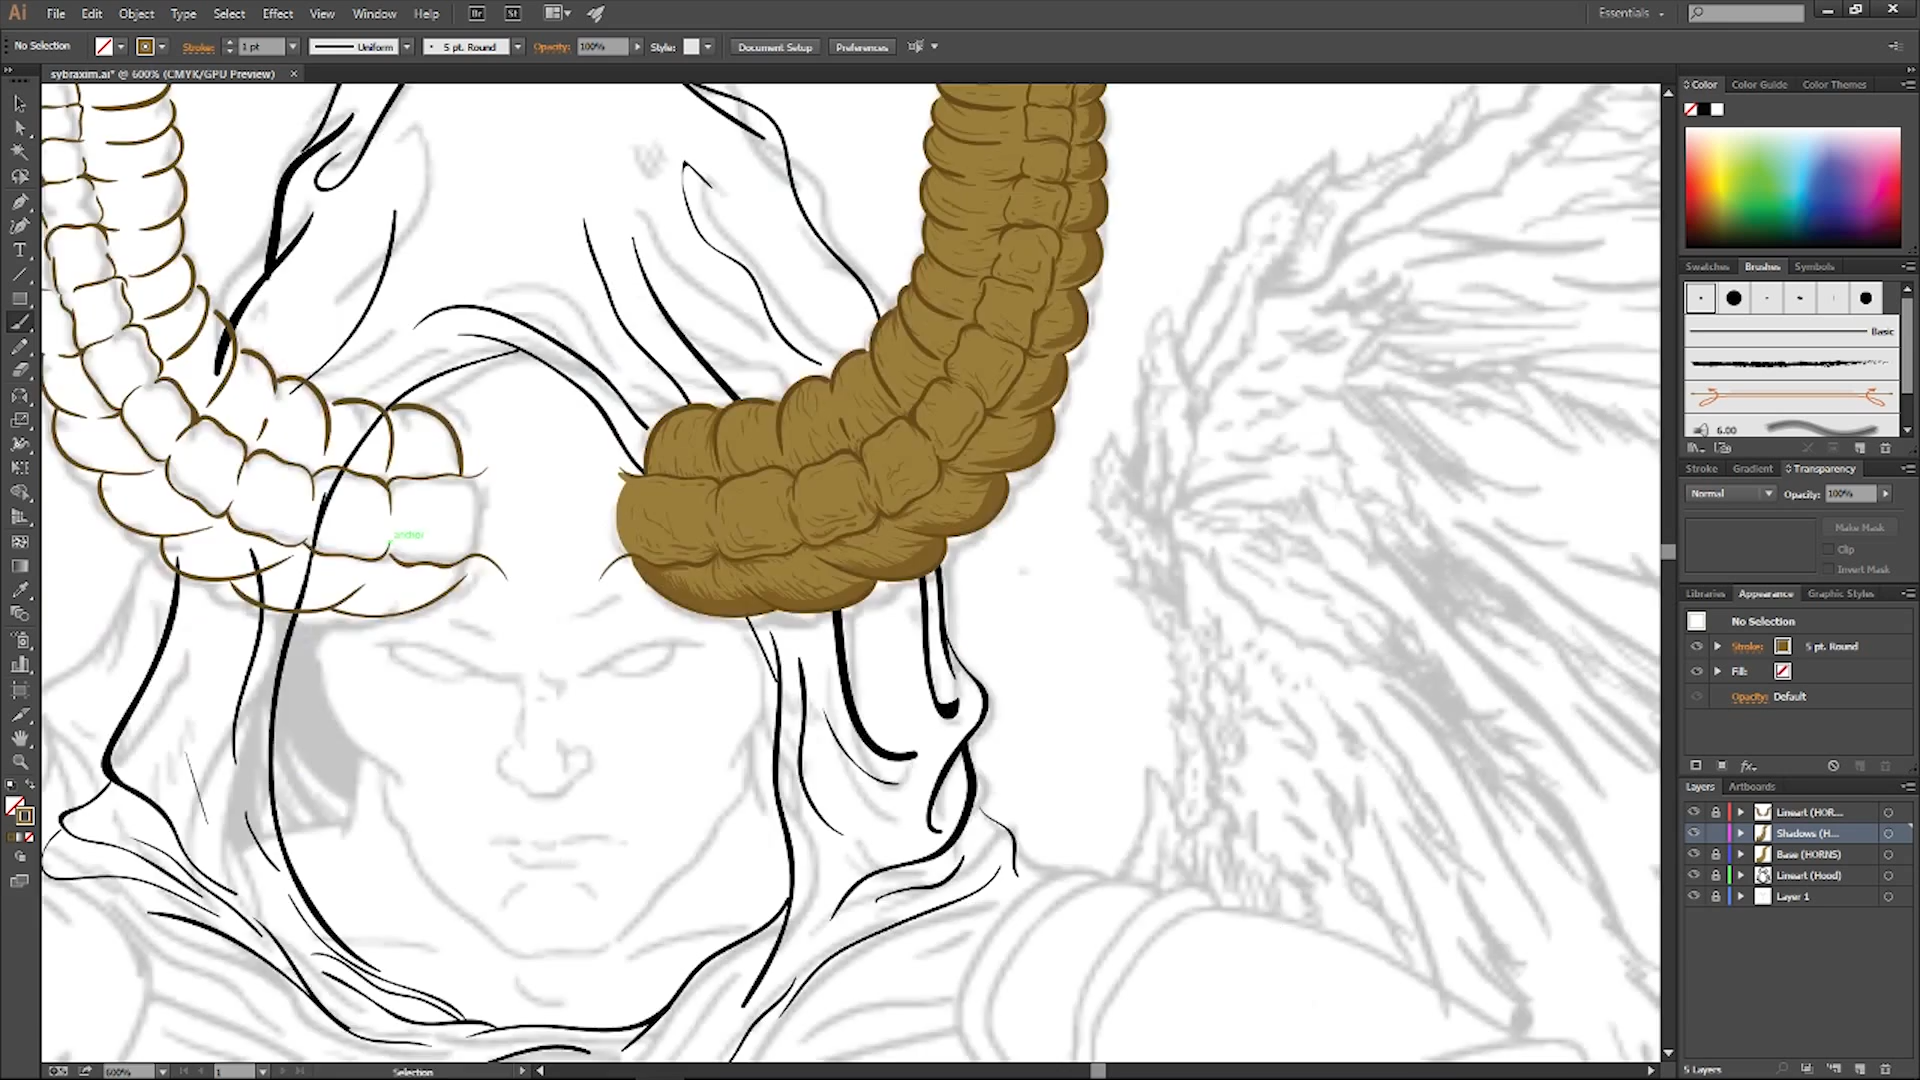 Ai File Edit Object Type Select Effect View Window Help Br St Essentials
No Selection Stroke: 1 pt Uniform 5 pt. Round Opacity: 100% Style: Document Setup Preferences
sybraxim.ai* @ 600% (CMYK/GPU Preview) ×
Color Color Guide Color Themes
Swatches Brushes Symbols
Basic
6.00
Stroke Gradient Transparency
Normal Opacity: 100%
Make Mask
Clip
Invert Mask
Libraries Appearance Graphic Styles
No Selection
Stroke: 5 pt. Round
Fill:
Opacity: Default
fx
Layers Artboards
Lineart (HOR...
Shadows (H...
Base (HORNS)
Lineart (Hood)
Layer 1
5 Layers
anchor
600% 1 Selection